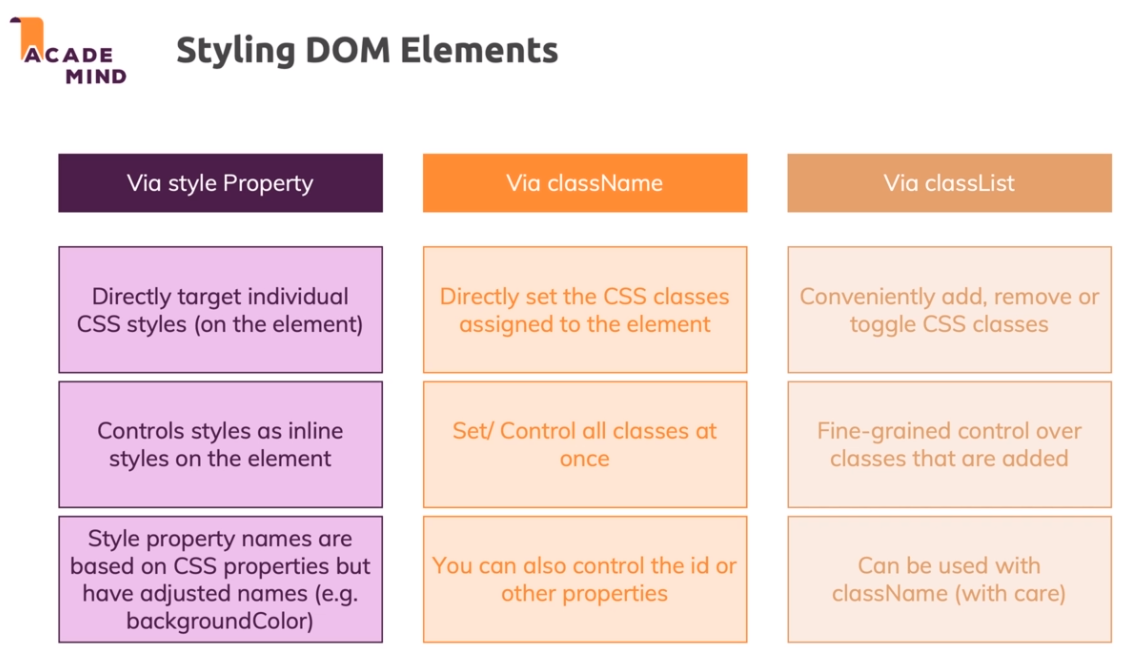 ACADE
MIND
Styling DOM Elements
Via style Property
Directly target individual
CSS styles (on the element)
Controls styles as inline
styles on the element
Style property names are
based on CSS properties but
have adjusted names (e.g.
backgroundColor)
Via className
Directly set the CSS classes
assigned to the element
Set/ Control all classes at
once
You can also control the id or
other properties
Via classList
Conveniently add, remove or
toggle CSS classes
Fine-grained control over
classes that are added
Can be used with
className (with care)